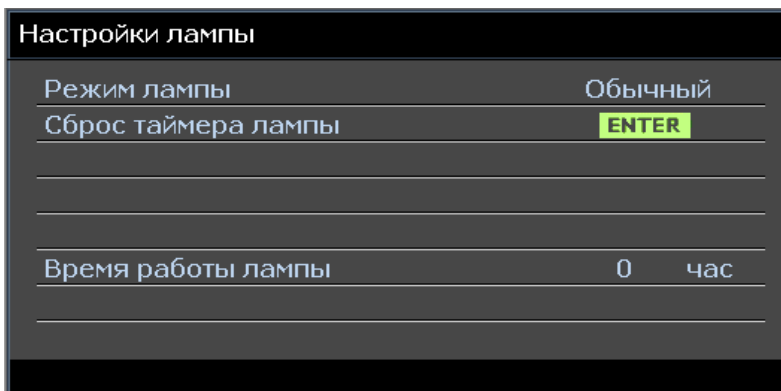 Настройки лампы
Режим лампы Обычный
Сброс таймера лампы ENTER
Время работы лампы 0 час